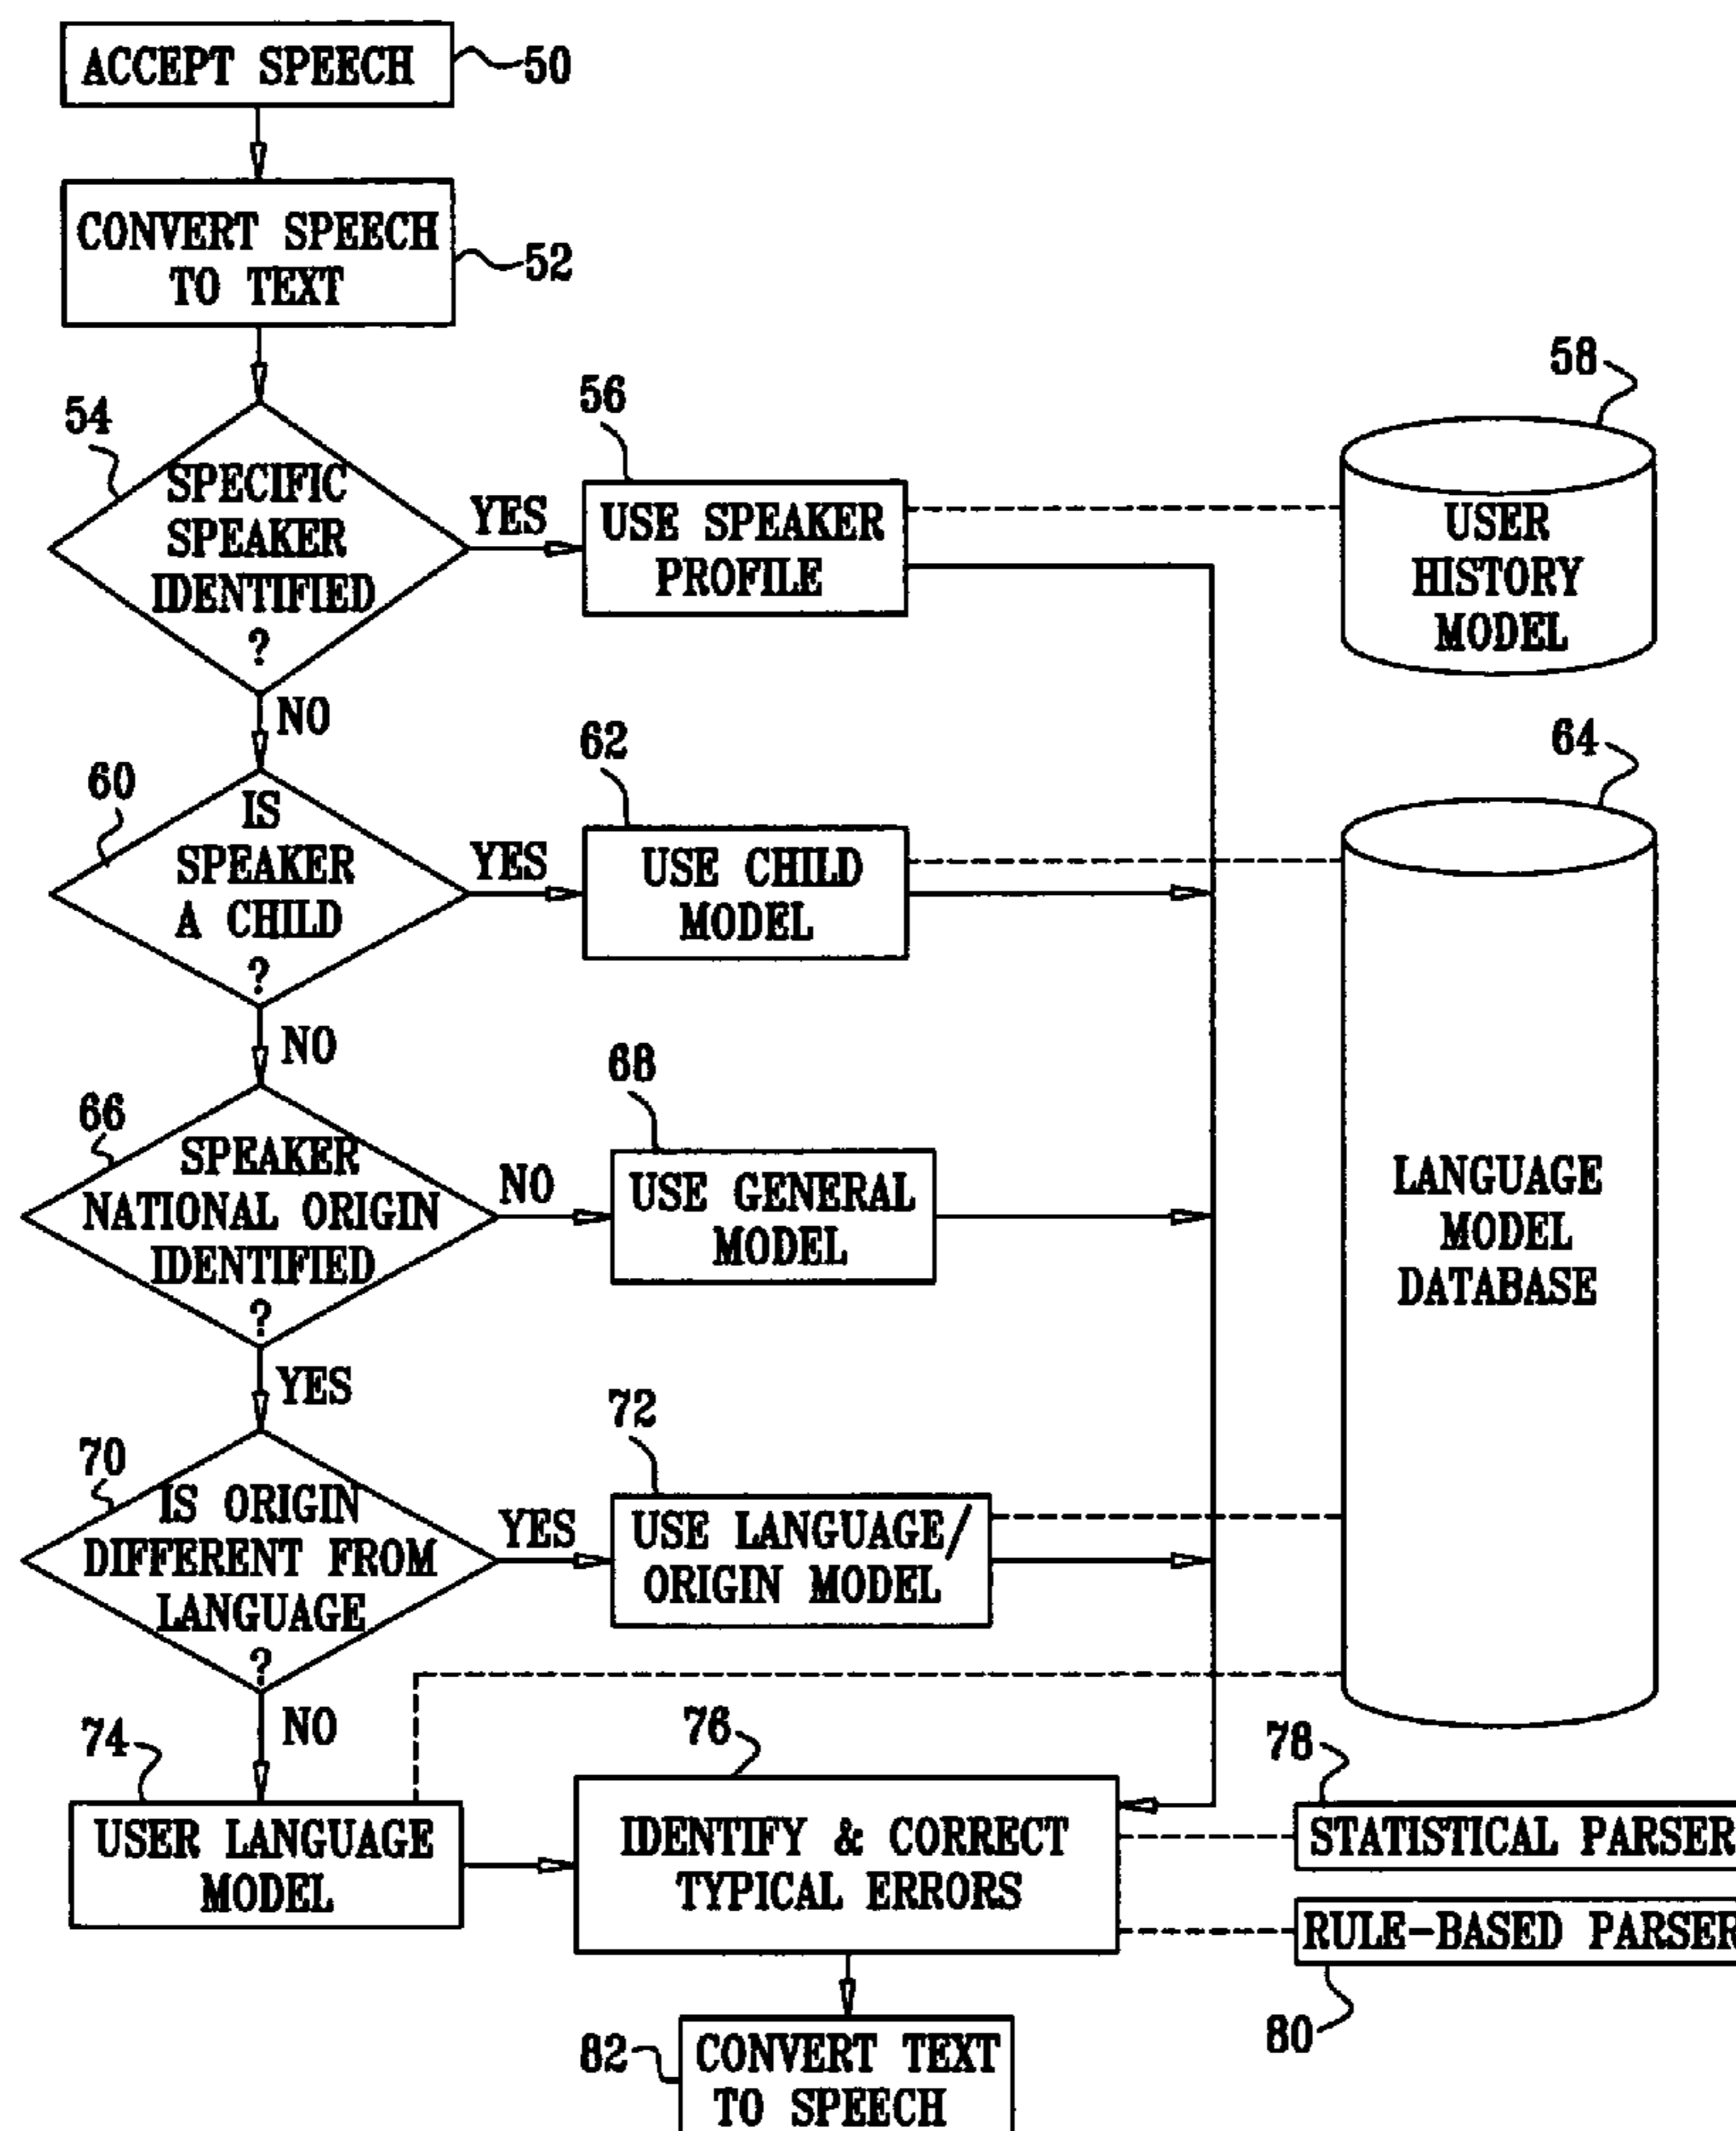 ACCEPT SPEECH
50
CONVERT SPEECH
TO TEXT
52
54
SPECIFIC
SPEAKER
IDENTIFIED
?
YES
NO
56
USE SPEAKER
PROFILE
58
USER
HISTORY
MODEL
60
IS
SPEAKER
A CHILD
?
YES
NO
62
USE CHILD
MODEL
64
LANGUAGE
MODEL
DATABASE
66
SPEAKER
NATIONAL ORIGIN
IDENTIFIED
?
NO
YES
68
USE GENERAL
MODEL
70
IS ORIGIN
DIFFERENT FROM
LANGUAGE
?
YES
NO
72
USE LANGUAGE/
ORIGIN MODEL
74
USER LANGUAGE
MODEL
76
IDENTIFY & CORRECT
TYPICAL ERRORS
78
STATISTICAL PARSER
RULE-BASED PARSER
80
82
CONVERT TEXT
TO SPEECH